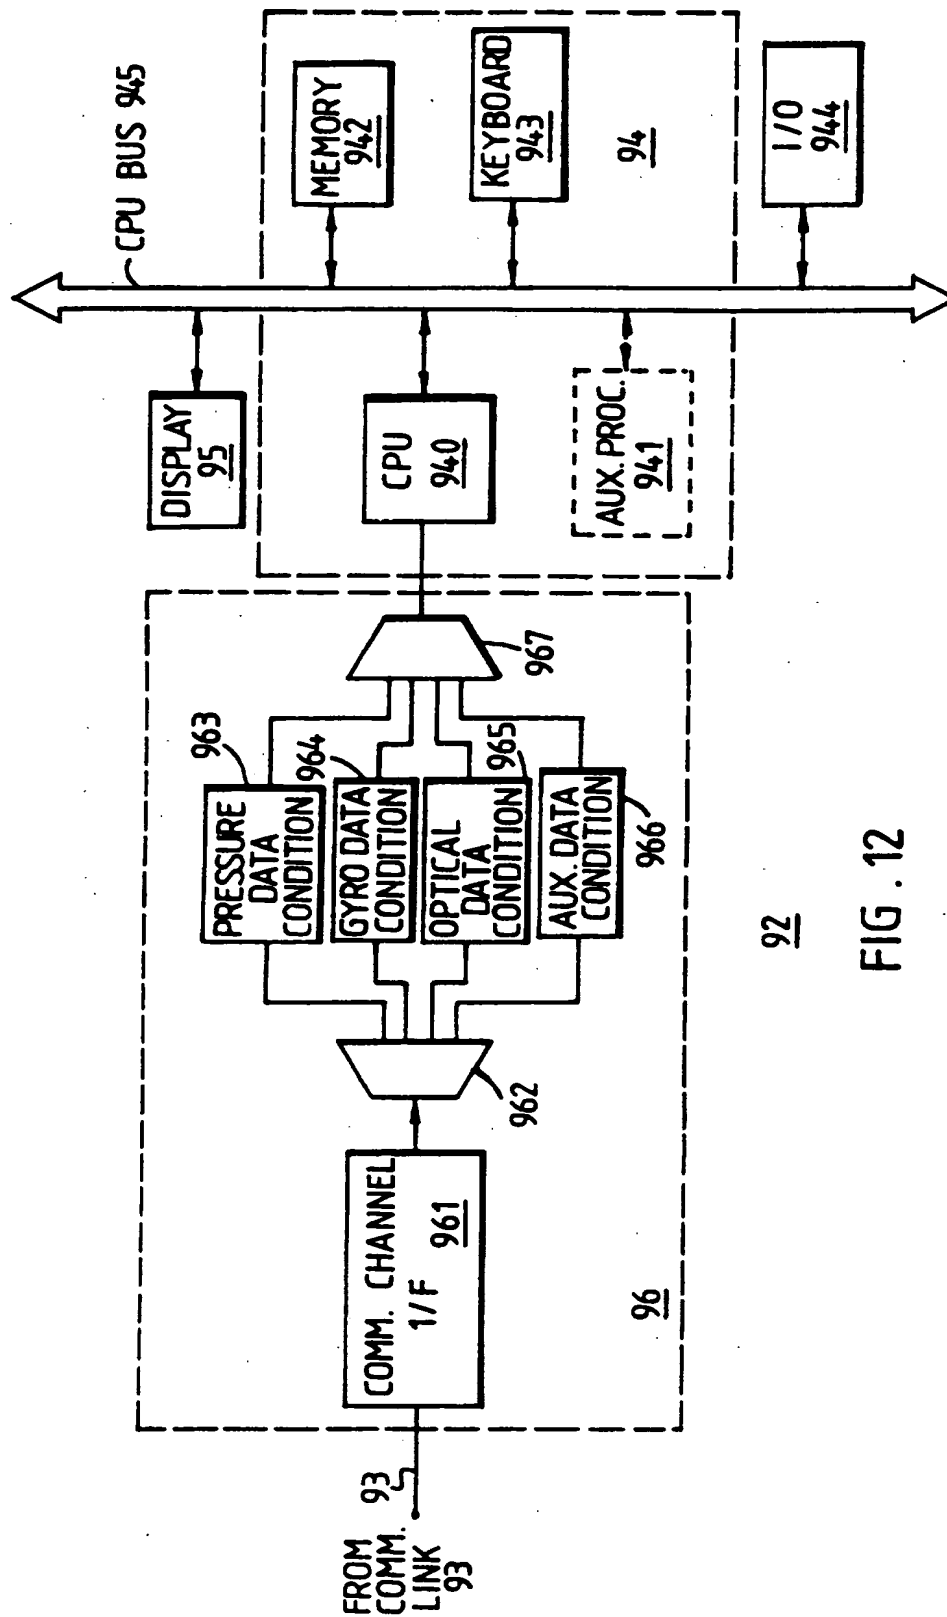 FROM
COMM.
LINK
93
93
COMM. CHANNEL
1/F
961
96
962
PRESSURE
DATA
CONDITION
963
GYRO DATA
CONDITION
964
OPTICAL
DATA
CONDITION
965
AUX. DATA
CONDITION
966
967
DISPLAY
95
CPU
940
AUX. PROC.
941
CPU BUS 945
MEMORY
942
KEYBOARD
943
94
I/O
944
92
FIG. 12